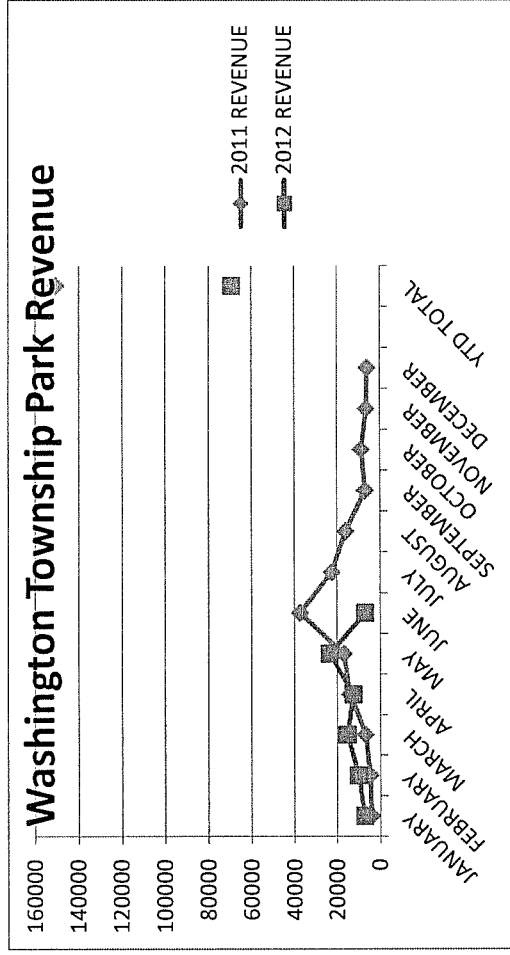 Washington Township Park Revenue
160000
140000
120000
100000
80000
60000
40000
20000
0
JANUARY
FEBRUARY
MARCH
APRIL
MAY
JUNE
JULY
AUGUST
SEPTEMBER
OCTOBER
NOVEMBER
DECEMBER
YTD TOTAL
2011 REVENUE
2012 REVENUE